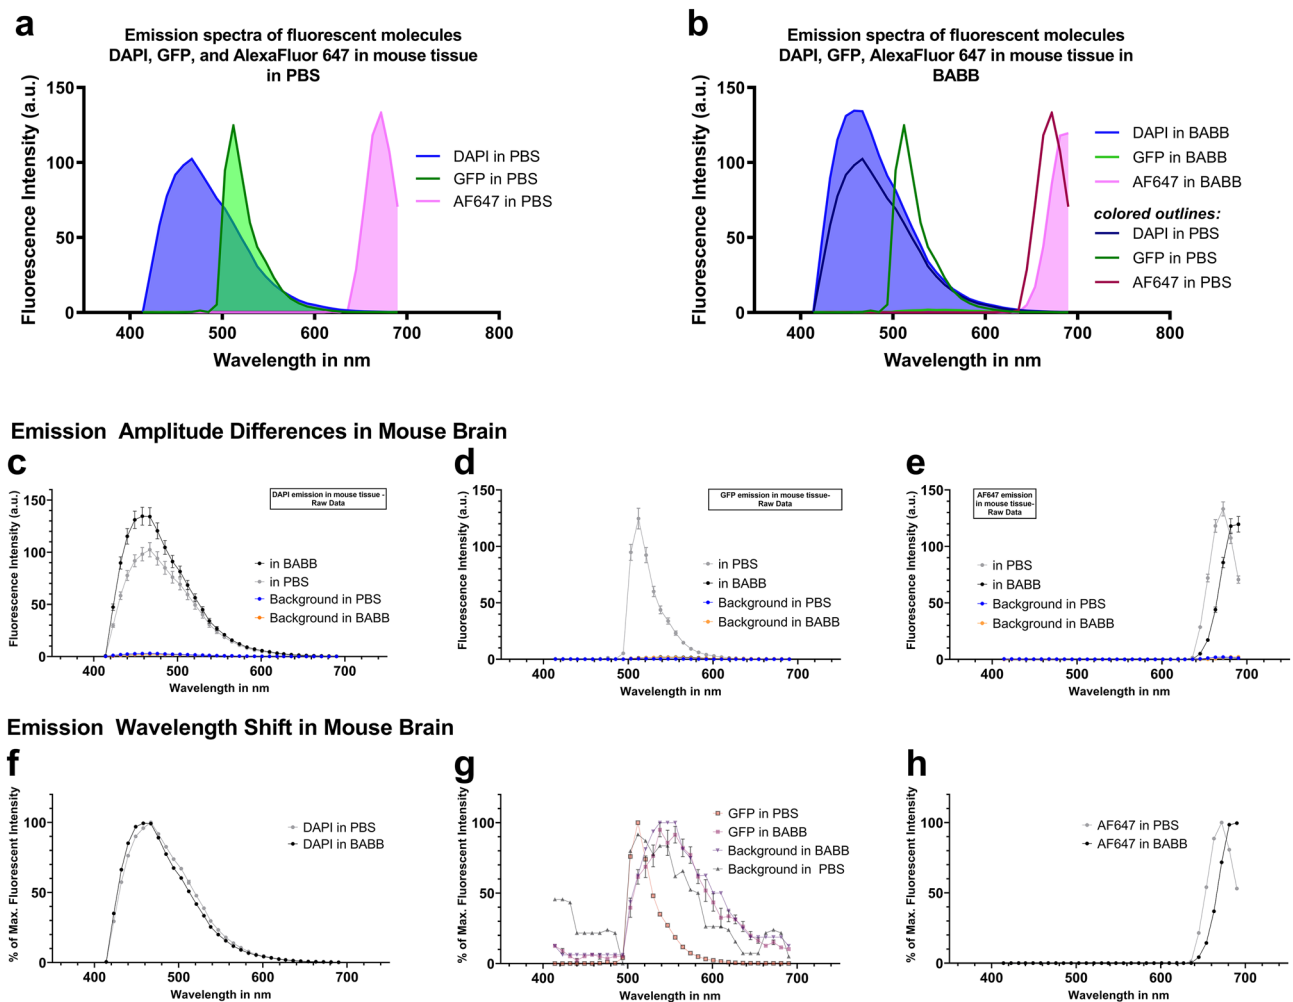 a
Emission spectra of fluorescent molecules
DAPI, GFP, and AlexaFluor 647 in mouse tissue
in PBS
Fluorescence Intensity (a.u.)
150
100
50
0
400
500
600
700
800
Wavelength in nm
DAPI in PBS
GFP in PBS
AF647 in PBS
b
Emission spectra of fluorescent molecules
DAPI, GFP, AlexaFluor 647 in mouse tissue in
BABB
Fluorescence Intensity (a.u.)
150
100
50
0
400
500
600
700
800
Wavelength in nm
DAPI in BABB
GFP in BABB
AF647 in BABB
colored outlines:
DAPI in PBS
GFP in PBS
AF647 in PBS
Emission Amplitude Differences in Mouse Brain
c
DAPI emission in mouse tissue -
Raw Data
Fluorescence Intensity (a.u.)
150
100
50
0
400
500
600
700
Wavelength in nm
in BABB
in PBS
Background in PBS
Background in BABB
d
GFP emission in mouse tissue-
Raw Data
Fluorescence Intensity (a.u.)
150
100
50
0
400
500
600
700
Wavelength in nm
in PBS
in BABB
Background in PBS
Background in BABB
e
AF647 emission
in mouse tissue-
Raw Data
Fluorescence Intensity (a.u.)
150
100
50
0
400
500
600
700
Wavelength in nm
in PBS
in BABB
Background in PBS
Background in BABB
Emission Wavelength Shift in Mouse Brain
f
% of Max. Fluorescent Intensity
100
50
0
400
500
600
700
Wavelength in nm
DAPI in PBS
DAPI in BABB
g
% of Max. Fluorescent Intensity
100
50
0
400
500
600
700
Wavelength in nm
GFP in PBS
GFP in BABB
Background in BABB
Background in PBS
h
% of Max. Fluorescent Intensity
100
50
0
400
500
600
700
Wavelength in nm
AF647 in PBS
AF647 in BABB